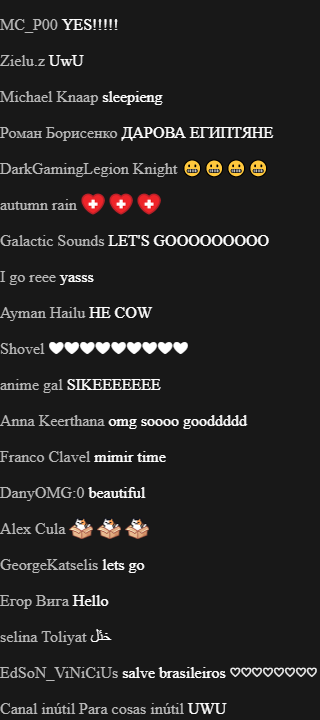 MC_P00 YES!!!!!
Zielu.z UwU
Michael Knaap sleepieng
Роман Борисенко ДАРОВА ЕГИПТЯНЕ
DarkGamingLegion Knight 😬😬😬😬
autumn rain
Galactic Sounds LET'S GOOOOOOOOO
I go reee yasss
Ayman Hailu HE COW
Shovel 🤍🤍🤍🤍🤍🤍🤍🤍🤍
anime gal SIKEEEEEEE
Anna Keerthana omg soooo gooddddd
Franco Clavel mimir time
DanyOMG:0 beautiful
Alex Cula
GeorgeKatselis lets go
Егор Вига Hello
selina Toliyat
EdSoN_ViNiCiUs salve brasileiros ♡♡♡♡♡♡♡♡
Canal inútil Para cosas inútil UWU